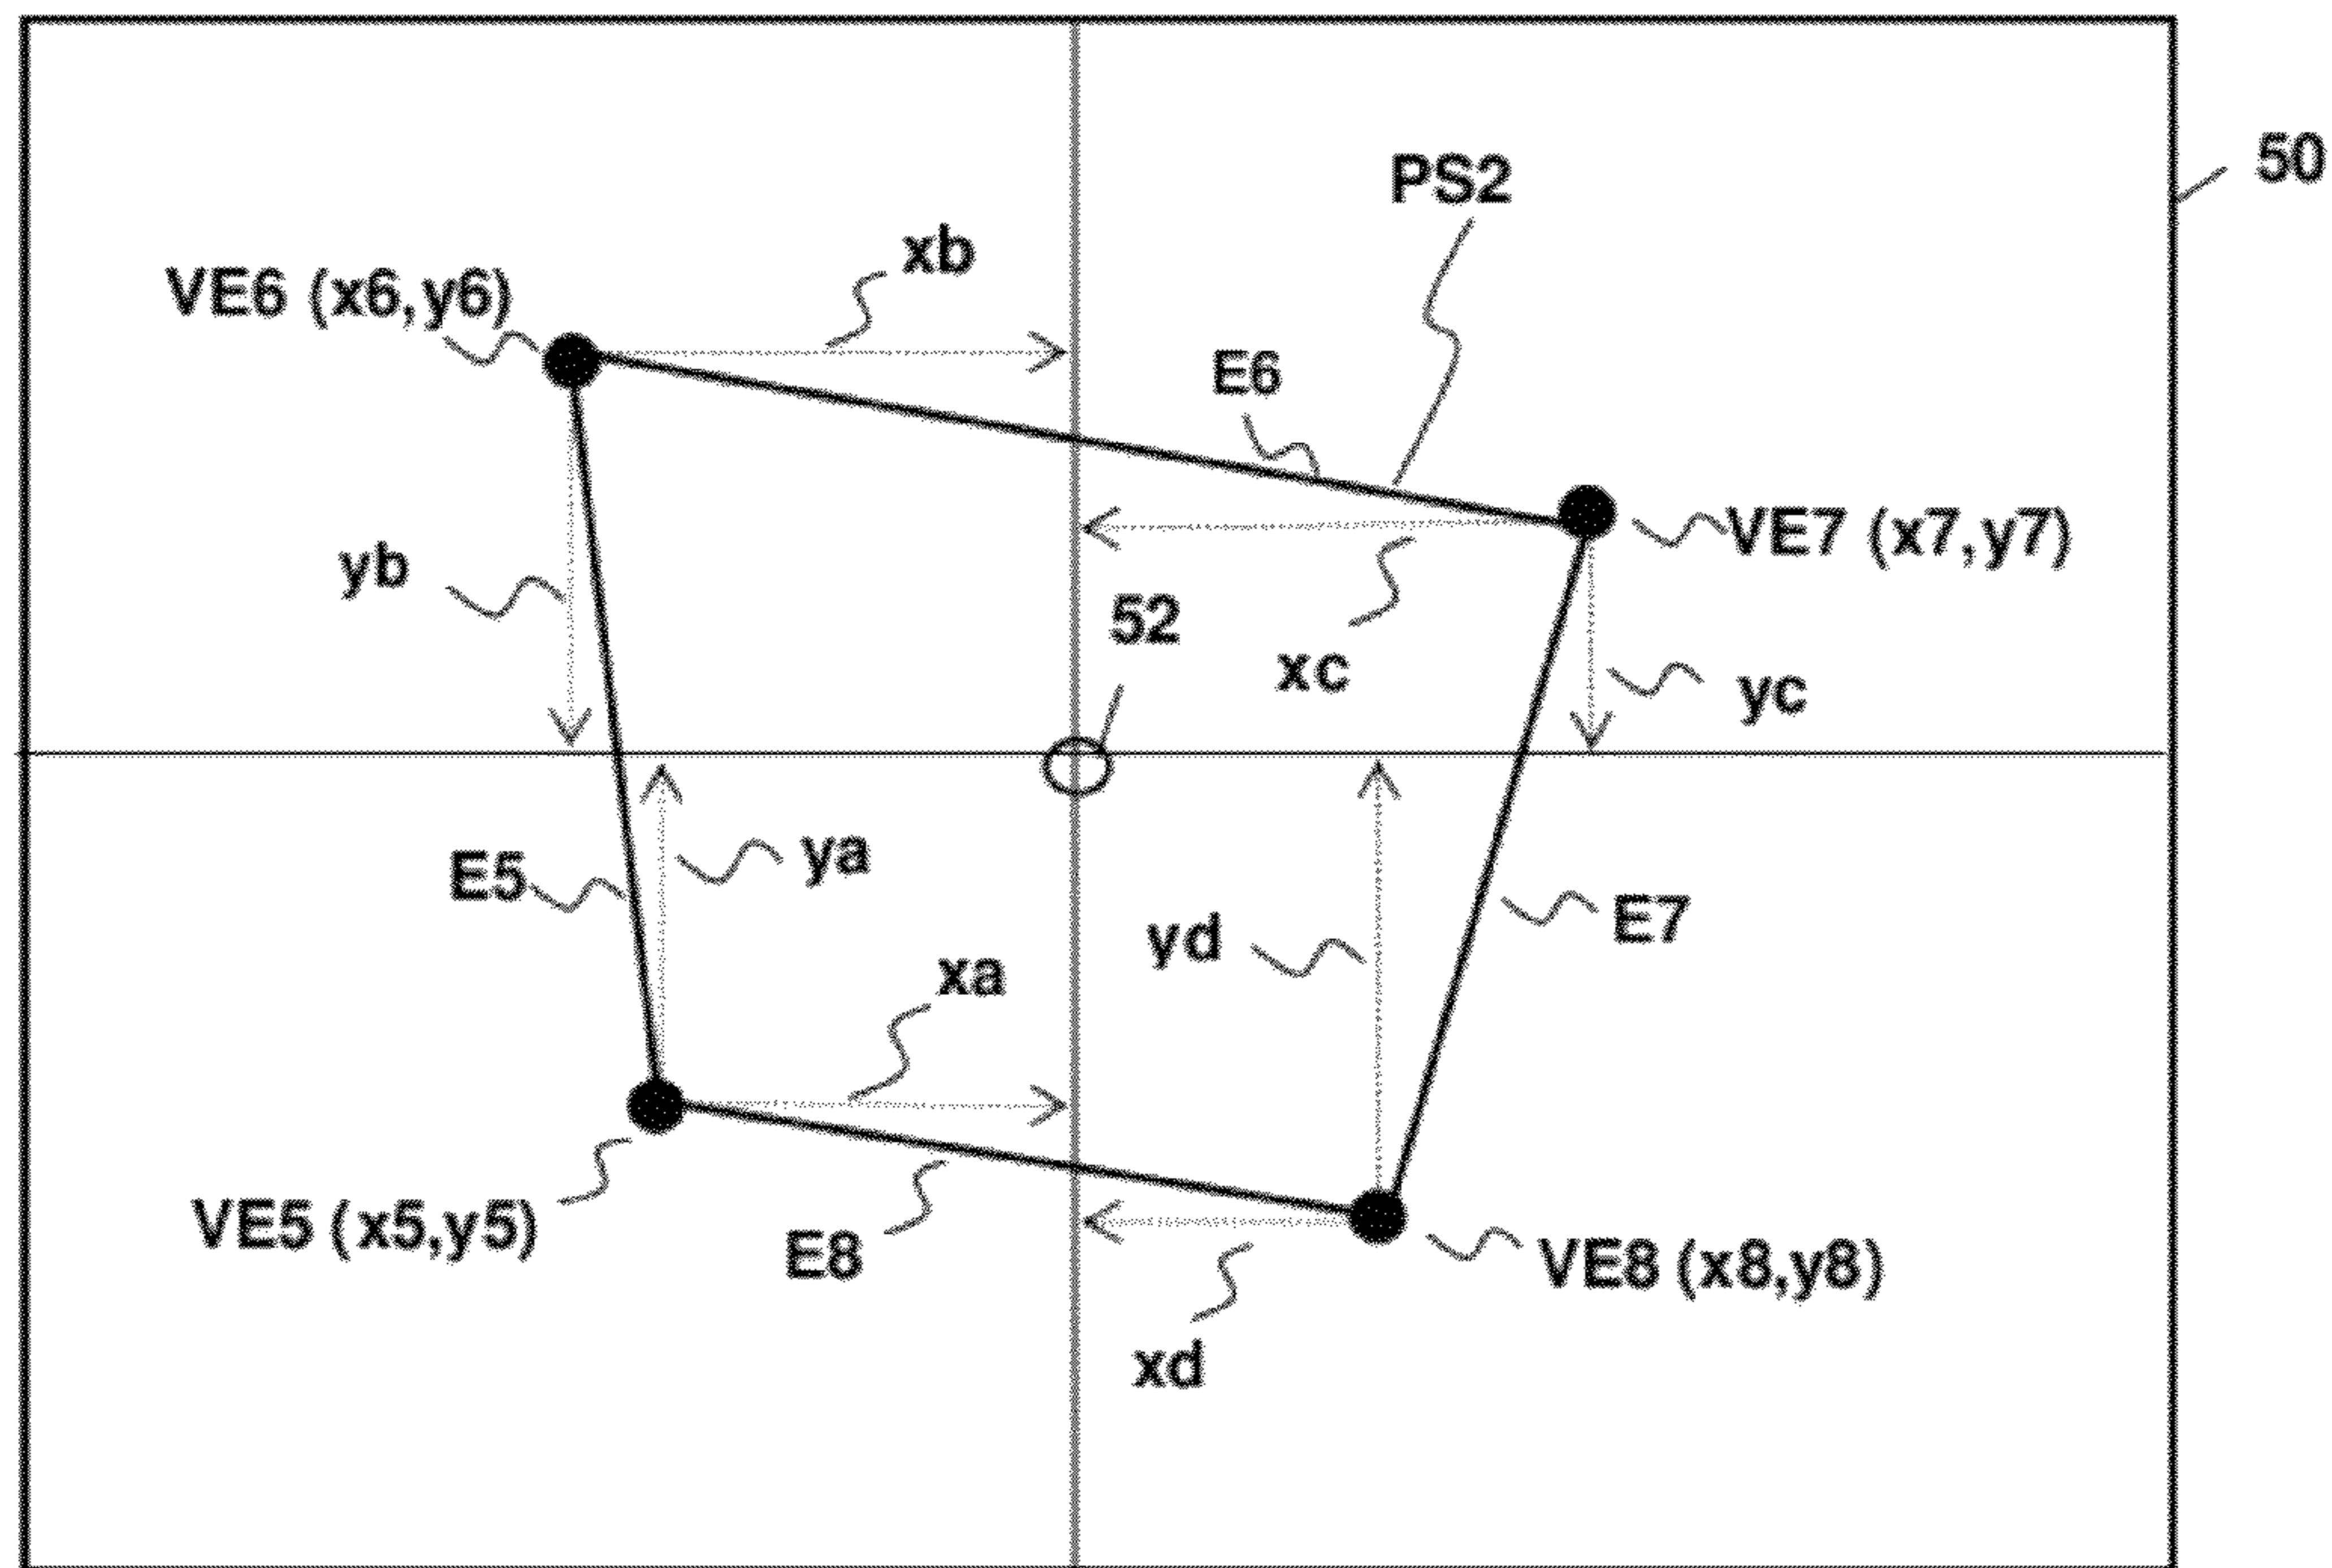 50
PS2
xb
VE6 (x6,y6)
E6
VE7 (x7,y7)
yb
52
xc
yc
ya
E5
E7
yd
xa
VE5 (x5,y5)
E8
VE8 (x8,y8)
xd